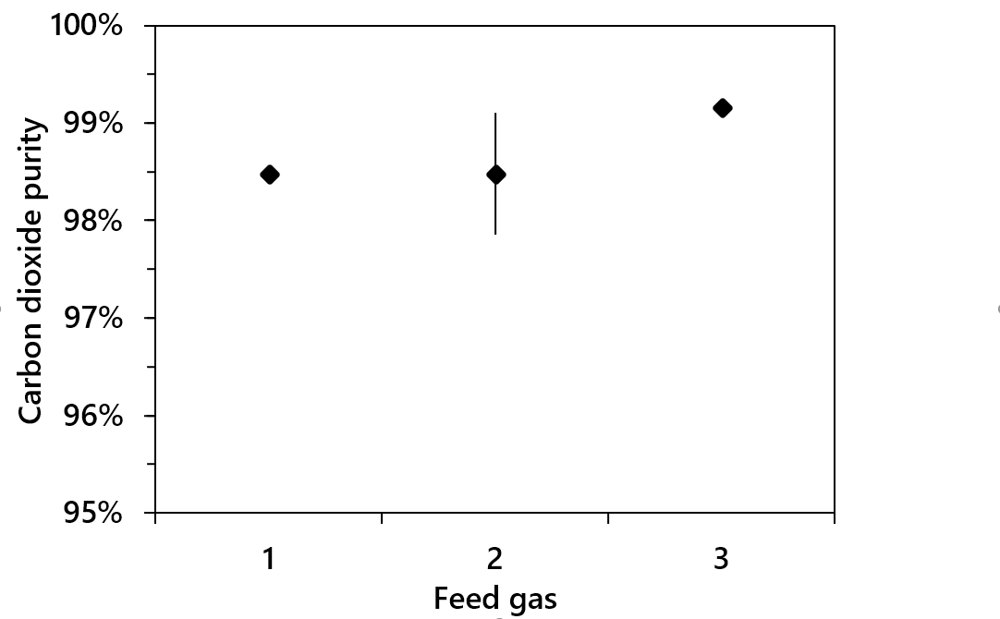 100%
99%
98%
97%
96%
95%
Carbon dioxide purity
1 2 3
Feed gas